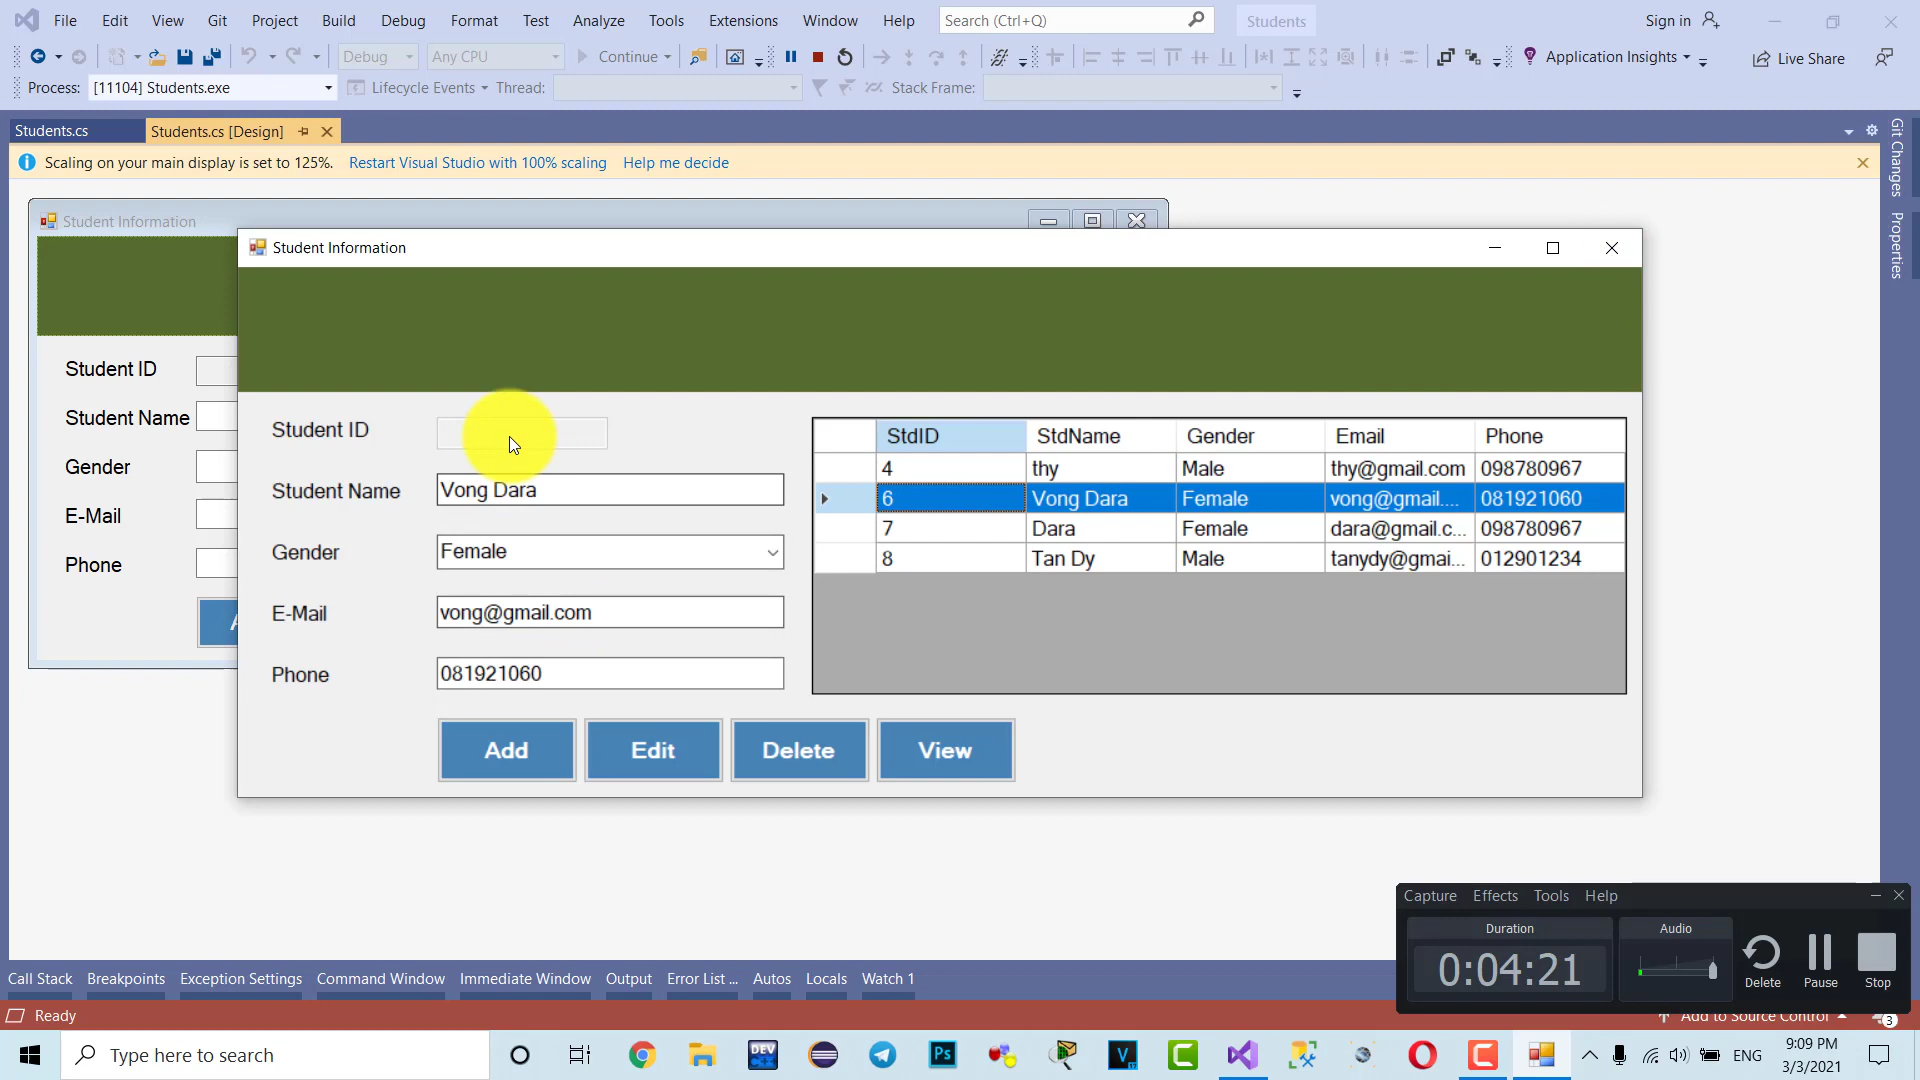 File Edit View Git Project Build Debug Format Test Analyze Tools Extensions Window Help Search (Ctrl+Q) Students Sign in
Debug Any CPU Continue Application Insights Live Share
Process: [11104] Students.exe Lifecycle Events Thread: Stack Frame:
Students.cs Students.cs [Design]
Git Changes
Properties
Scaling on your main display is set to 125%. Restart Visual Studio with 100% scaling Help me decide
Student Information
Student ID
Student Name
Gender
E-Mail
Phone
A
Student Information
Student ID
Student Name Vong Dara
Gender Female
E-Mail vong@gmail.com
Phone 081921060
Add Edit Delete View
StdID StdName Gender Email Phone
4 thy Male thy@gmail.com 098780967
6 Vong Dara Female vong@gmail.... 081921060
7 Dara Female dara@gmail.c... 098780967
8 Tan Dy Male tanydy@gmai... 012901234
Capture Effects Tools Help
Duration Audio
0:04:21
Delete Pause Stop
Call Stack Breakpoints Exception Settings Command Window Immediate Window Output Error List ... Autos Locals Watch 1
Ready Add to Source Control 3
Type here to search
DEV
Ps
V
ENG
9:09 PM
3/3/2021